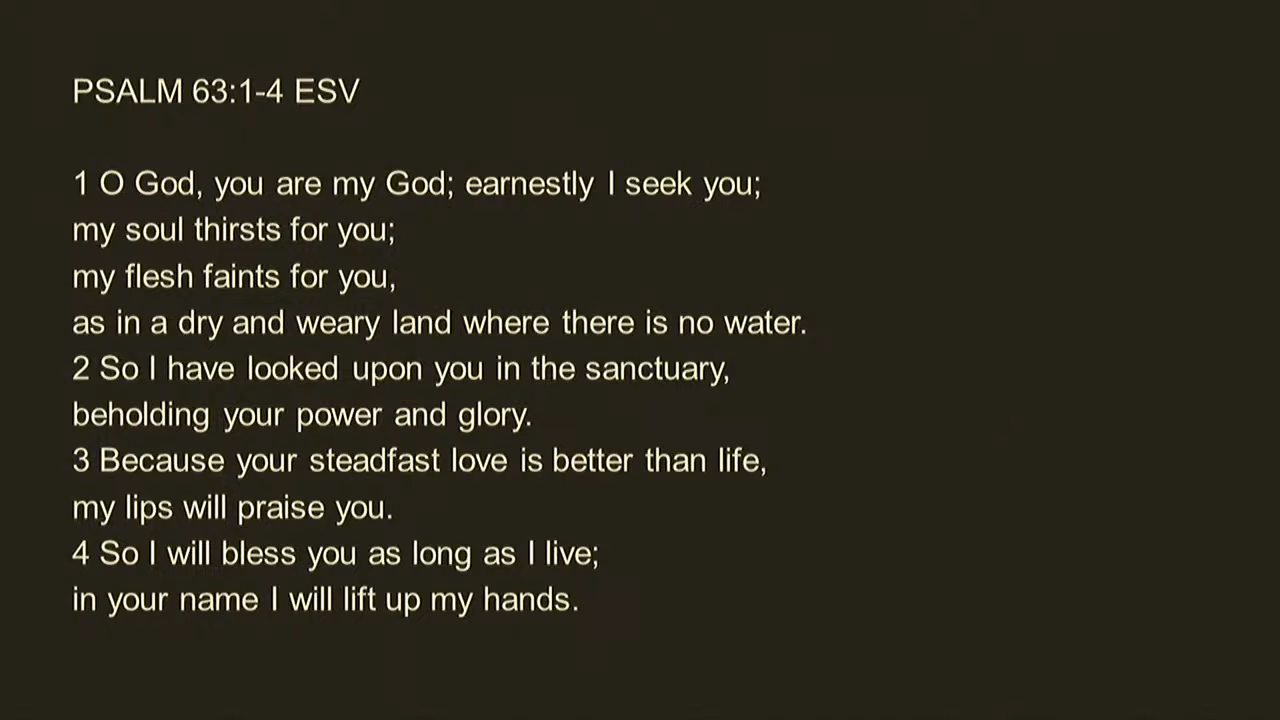 PSALM 63:1-4 ESV
1 O God, you are my God; earnestly I seek you;
my soul thirsts for you;
my flesh faints for you,
as in a dry and weary land where there is no water.
2 So I have looked upon you in the sanctuary,
beholding your power and glory.
3 Because your steadfast love is better than life,
my lips will praise you.
4 So I will bless you as long as I live;
in your name I will lift up my hands.